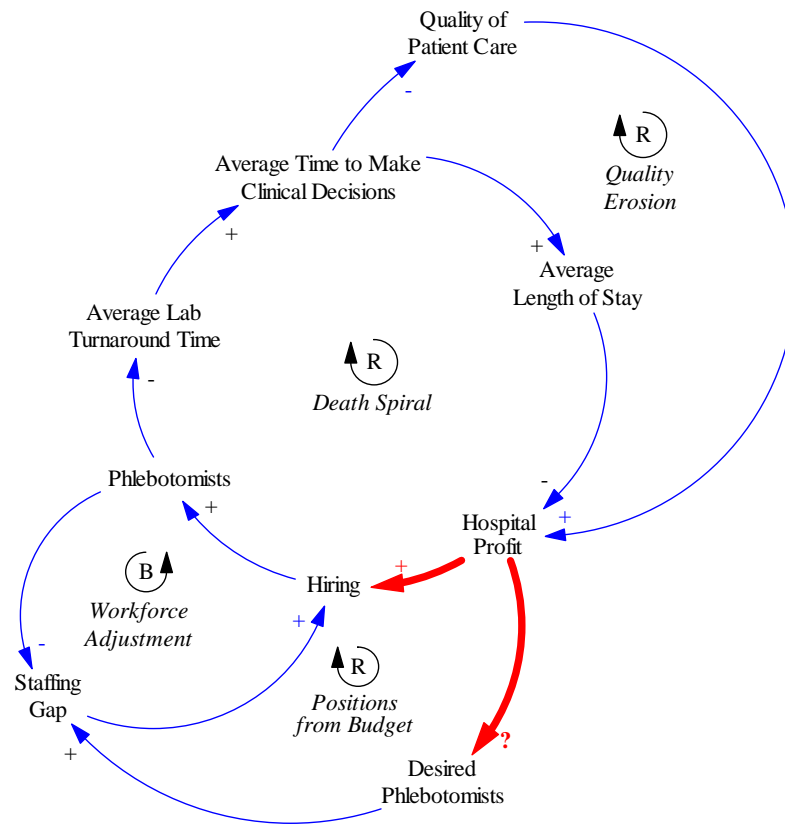 Quality of
Patient Care
-
R
Quality
Erosion
Average Time to Make
Clinical Decisions
+
+
Average
Length of Stay
Average Lab
Turnaround Time
R
Death Spiral
-
-
Phlebotomists
+
Hospital
Profit
+
+
Hiring
B
Workforce
Adjustment
+
-
R
Positions
from Budget
Staffing
Gap
+
?
Desired
Phlebotomists